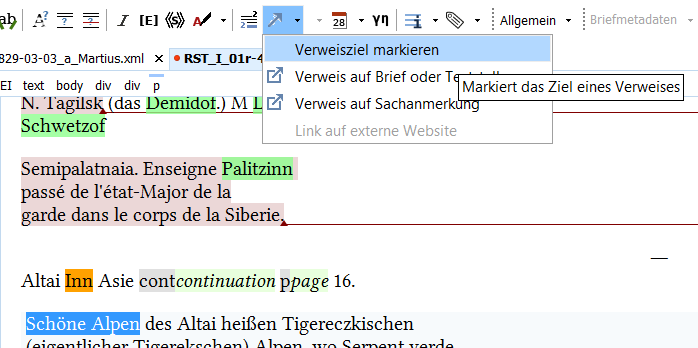 ab I [E] A 28 γη Allgemein Briefmetadaten
829-03-03_a_Martius.xml RST_I_01r-4
Verweisziel markieren
EI text body div div p
Verweis auf Brief oder
Markiert das Ziel eines Verweises
N. Tagilsk (das Demidof.) M
Verweis auf Sachanmerkung
Schwetzof
Link auf externe Website
Semipalatnaia. Enseigne Palitzinn
passé de l'état-Major de la
garde dans le corps de la Siberie.
Altai Inn Asie contcontinuation ppage 16.
Schöne Alpen des Altai heißen Tigereczkischen
(eigentlicher Tigerekschen) Alpen, wo Serpent verde